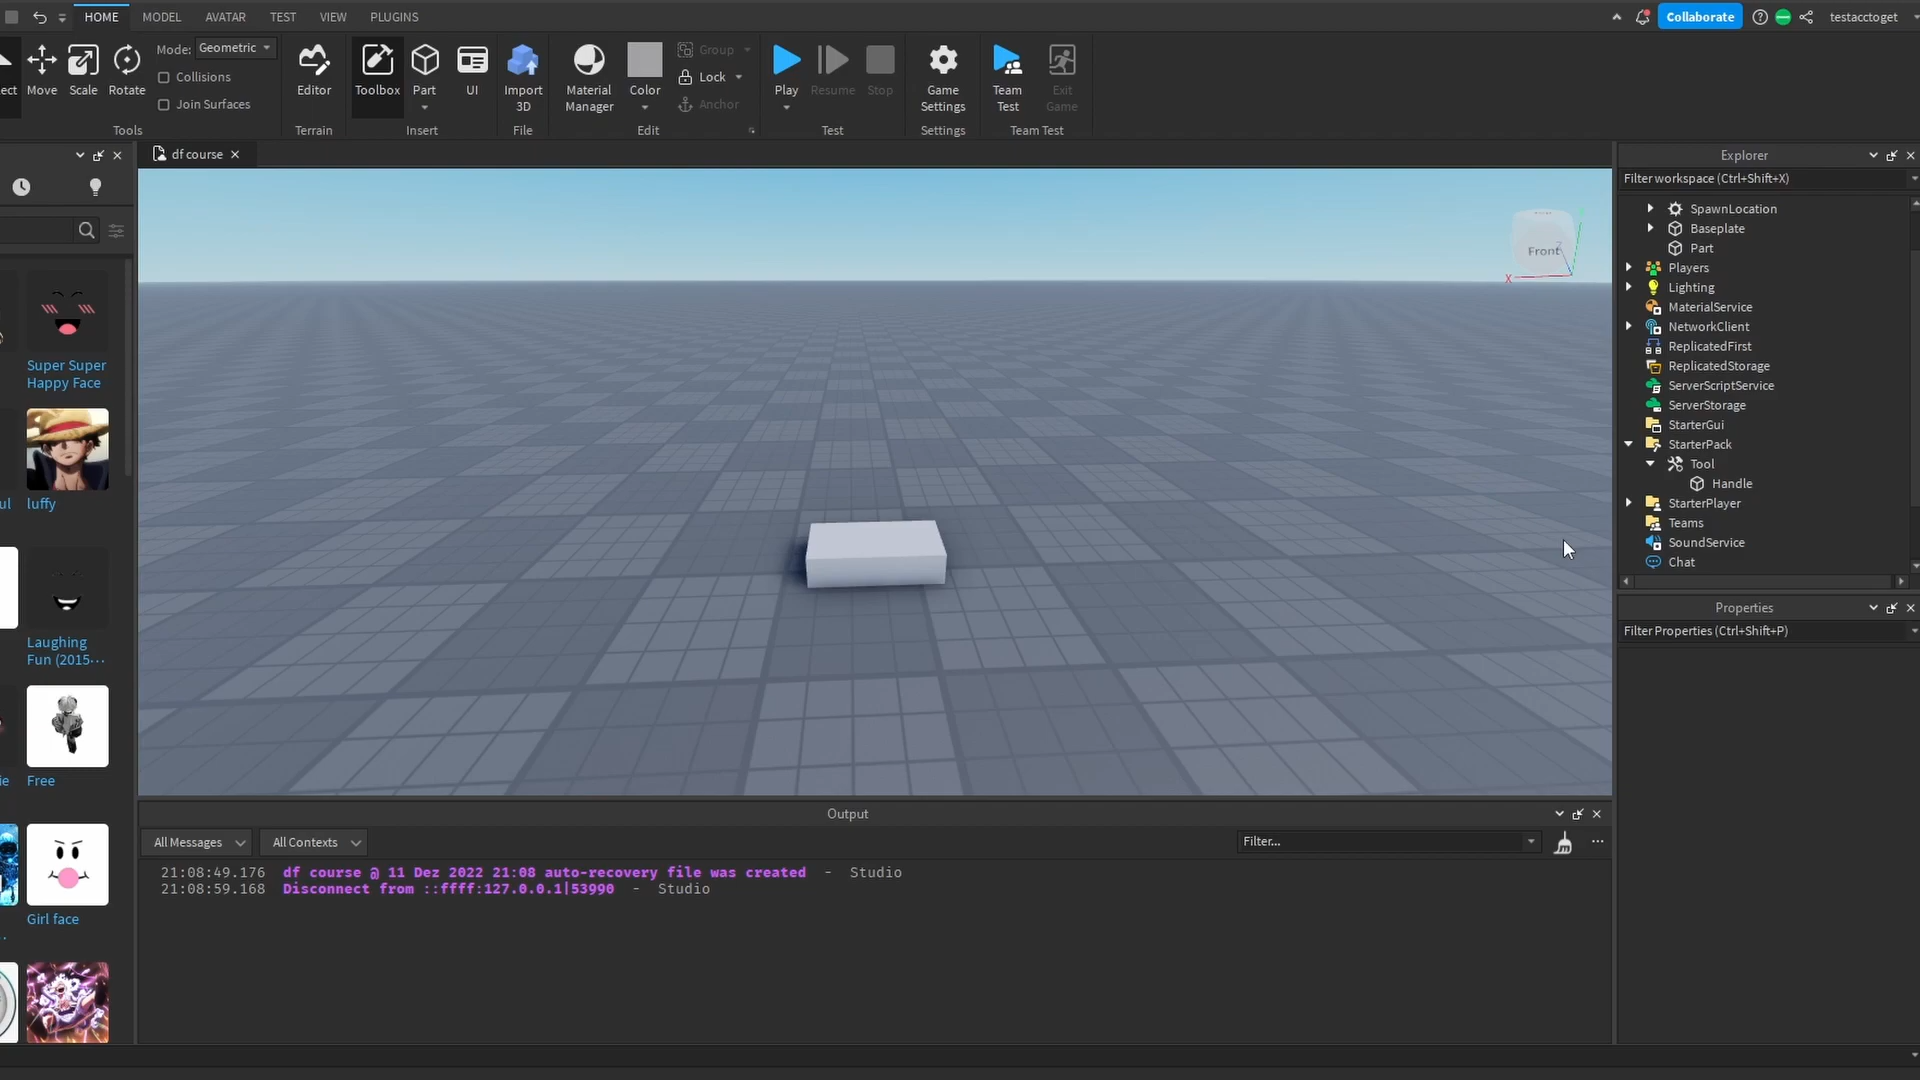 HOME MODEL AVATAR TEST VIEW PLUGINS
Collaborate testacctoget
Mode: Geometric
Collisions
Join Surfaces
ect Move Scale Rotate
Tools
Editor
Terrain
Toolbox Part UI
Insert
Import
3D
File
Material
Manager
Color
Group
Lock
Anchor
Edit
Play Resume Stop
Test
Game
Settings
Settings
Team
Test
Exit
Game
Team Test
df course
Super Super
Happy Face
ul luffy
Laughing
Fun (2015-···
ie Free
Girl face
..
Front
X
Z
Explorer
Filter workspace (Ctrl+Shift+X)
SpawnLocation
Baseplate
Part
Players
Lighting
MaterialService
NetworkClient
ReplicatedFirst
ReplicatedStorage
ServerScriptService
ServerStorage
StarterGui
StarterPack
Tool
Handle
StarterPlayer
Teams
SoundService
Chat
Properties
Filter Properties (Ctrl+Shift+P)
Output
All Messages All Contexts Filter...
21:08:49.176 df course @ 11 Dez 2022 21:08 auto-recovery file was created - Studio
21:08:59.168 Disconnect from ::ffff:127.0.0.1|53990 - Studio